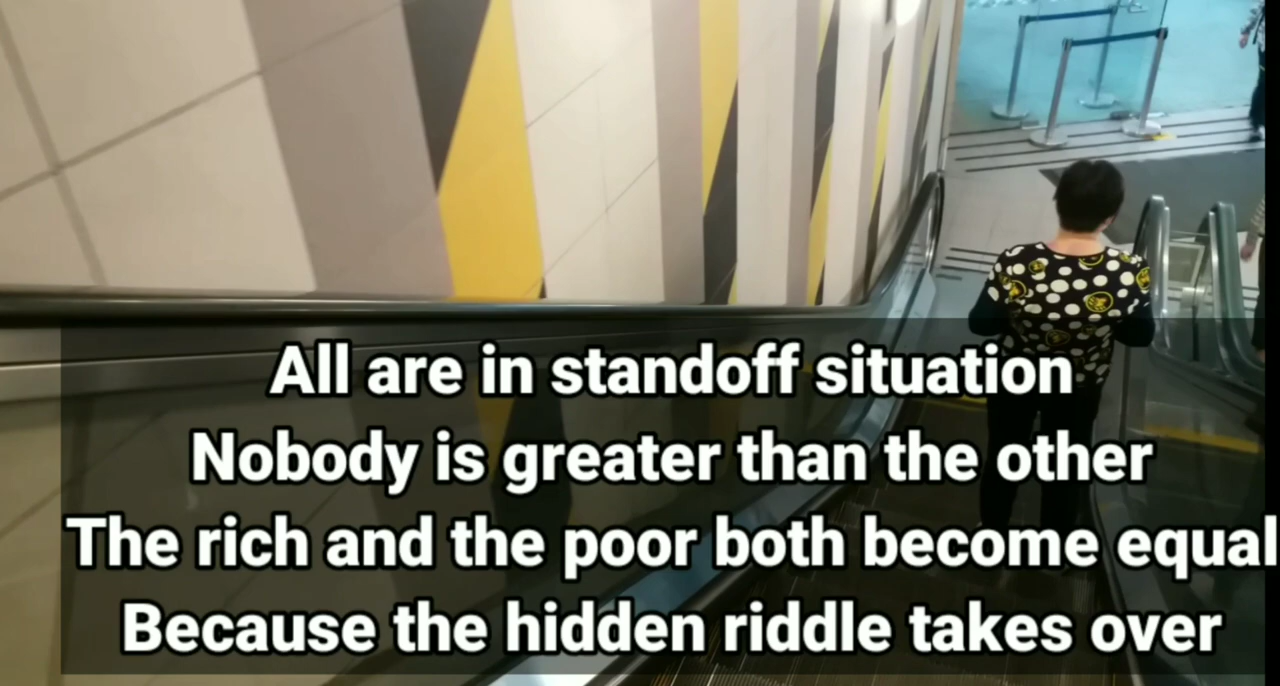 All are in standoff situation
Nobody is greater than the other
The rich and the poor both become equal
Because the hidden riddle takes over